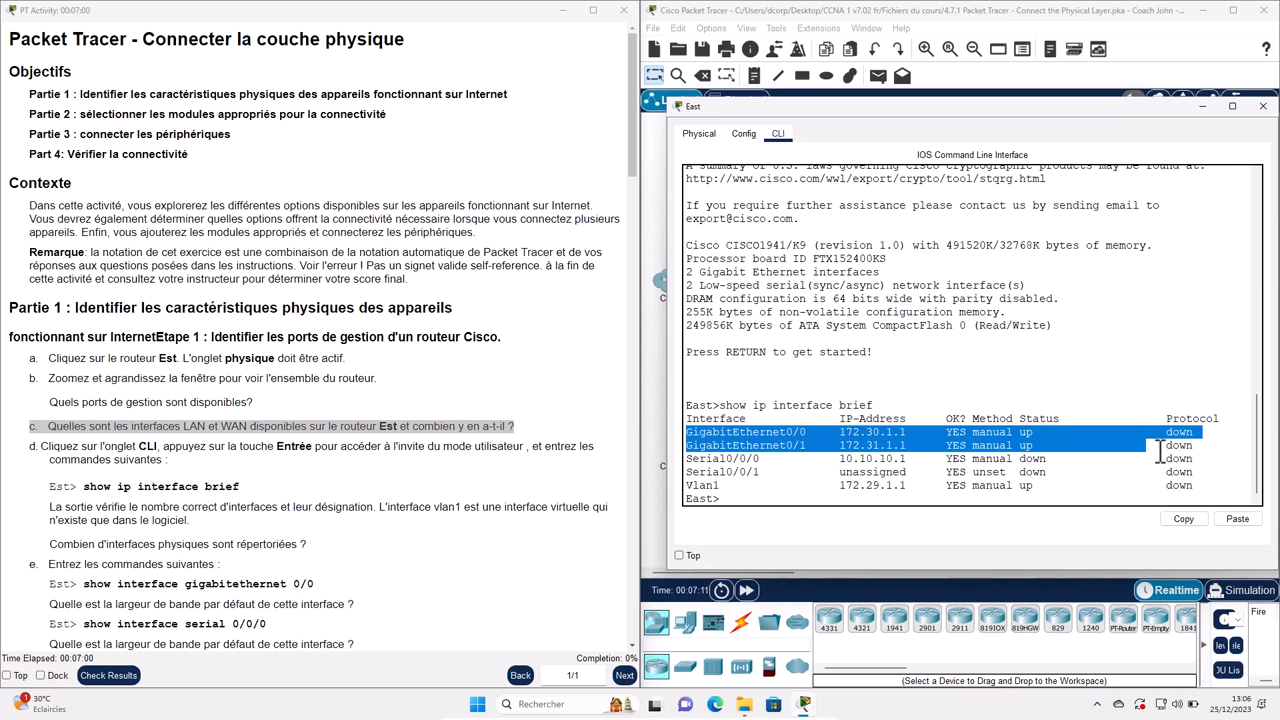 PT Activity: 00:07:00
Packet Tracer - Connecter la couche physique
Objectifs
Partie 1 : Identifier les caractéristiques physiques des appareils fonctionnant sur Internet
Partie 2 : sélectionner les modules appropriés pour la connectivité
Partie 3 : connecter les périphériques
Part 4: Vérifier la connectivité
Contexte
Dans cette activité, vous explorerez les différentes options disponibles sur les appareils fonctionnant sur Internet.
Vous devrez également déterminer quelles options offrent la connectivité nécessaire lorsque vous connectez plusieurs
appareils. Enfin, vous ajouterez les modules appropriés et connecterez les périphériques.
Remarque: la notation de cet exercice est une combinaison de la notation automatique de Packet Tracer et de vos
réponses aux questions posées dans les instructions. Voir l'erreur ! Pas un signet valide self-reference. à la fin de
cette activité et consultez votre instructeur pour déterminer votre score final.
Partie 1 : Identifier les caractéristiques physiques des appareils
fonctionnant sur InternetEtape 1 : Identifier les ports de gestion d'un routeur Cisco.
a. Cliquez sur le routeur Est. L'onglet physique doit être actif.
b. Zoomez et agrandissez la fenêtre pour voir l'ensemble du routeur.
Quels ports de gestion sont disponibles?
c. Quelles sont les interfaces LAN et WAN disponibles sur le routeur Est et combien y en a-t-il ?
d. Cliquez sur l'onglet CLI, appuyez sur la touche Entrée pour accéder à l'invite du mode utilisateur , et entrez les
commandes suivantes :
Est> show ip interface brief
La sortie vérifie le nombre correct d'interfaces et leur désignation. L'interface vlan1 est une interface virtuelle qui
n'existe que dans le logiciel.
Combien d'interfaces physiques sont répertoriées ?
e. Entrez les commandes suivantes :
Est> show interface gigabitethernet 0/0
Quelle est la largeur de bande par défaut de cette interface ?
Est> show interface serial 0/0/0
Quelle est la largeur de bande par défaut de cette interface ?
Time Elapsed: 00:07:00
Completion: 0%
Top Dock Check Results Back 1/1 Next
Cisco Packet Tracer - C:/Users/dcorp/Desktop/CCNA 1 v7.02 fr/Fichiers du cours/4.7.1 Packet Tracer - Connect the Physical Layer.pka - Coach John -...
File Edit Options View Tools Extensions Window Help
East
Physical Config CLI
IOS Command Line Interface
A summary of U.S. laws governing Cisco cryptographic products may be found at:
http://www.cisco.com/wwl/export/crypto/tool/stqrg.html
If you require further assistance please contact us by sending email to
export@cisco.com.
Cisco CISCO1941/K9 (revision 1.0) with 491520K/32768K bytes of memory.
Processor board ID FTX152400KS
2 Gigabit Ethernet interfaces
2 Low-speed serial(sync/async) network interface(s)
DRAM configuration is 64 bits wide with parity disabled.
255K bytes of non-volatile configuration memory.
249856K bytes of ATA System CompactFlash 0 (Read/Write)
Press RETURN to get started!
East>show ip interface brief
Interface IP-Address OK? Method Status Protocol
GigabitEthernet0/0 172.30.1.1 YES manual up down
GigabitEthernet0/1 172.31.1.1 YES manual up down
Serial0/0/0 10.10.10.1 YES manual down down
Serial0/0/1 unassigned YES unset down down
Vlan1 172.29.1.1 YES manual up down
East>
Copy Paste
Top
Time: 00:07:11
Realtime Simulation
4331 4321 1941 2901 2911 819IOX 819HGW 829 1240 PT-Router PT-Empty 1841
Fire
(Select a Device to Drag and Drop to the Workspace)
30°C
Eclaircies
Rechercher
13:06
25/12/2023